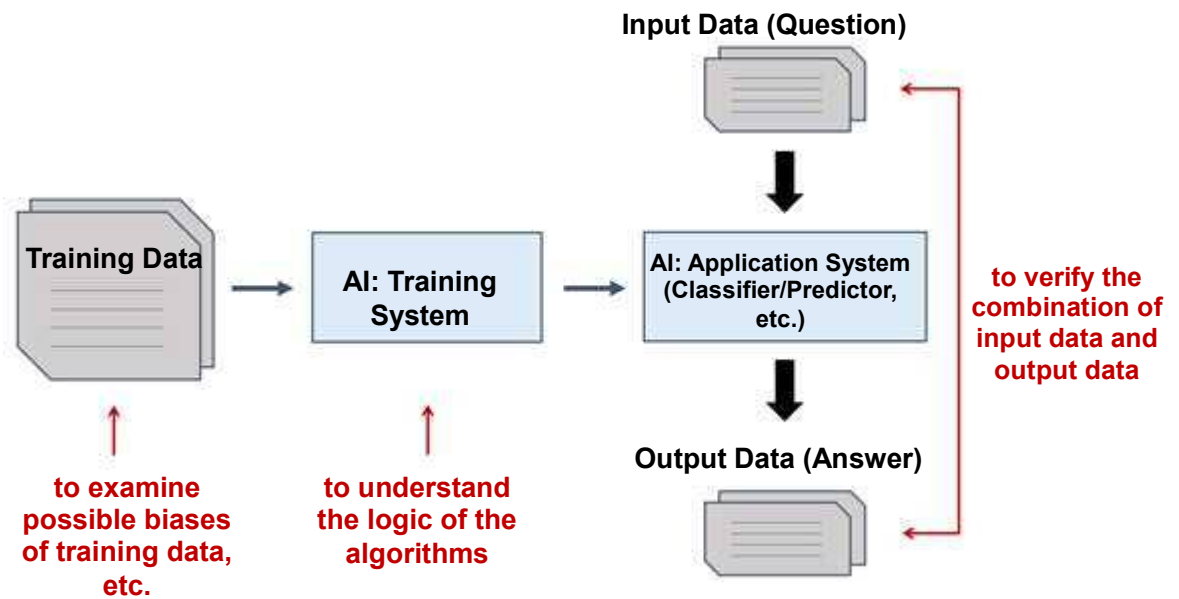 Input Data (Question)
Training Data
AI: Training
System
AI: Application System
(Classifier/Predictor,
etc.)
to verify the
combination of
input data and
output data
Output Data (Answer)
to examine
possible biases
of training data,
etc.
to understand
the logic of the
algorithms